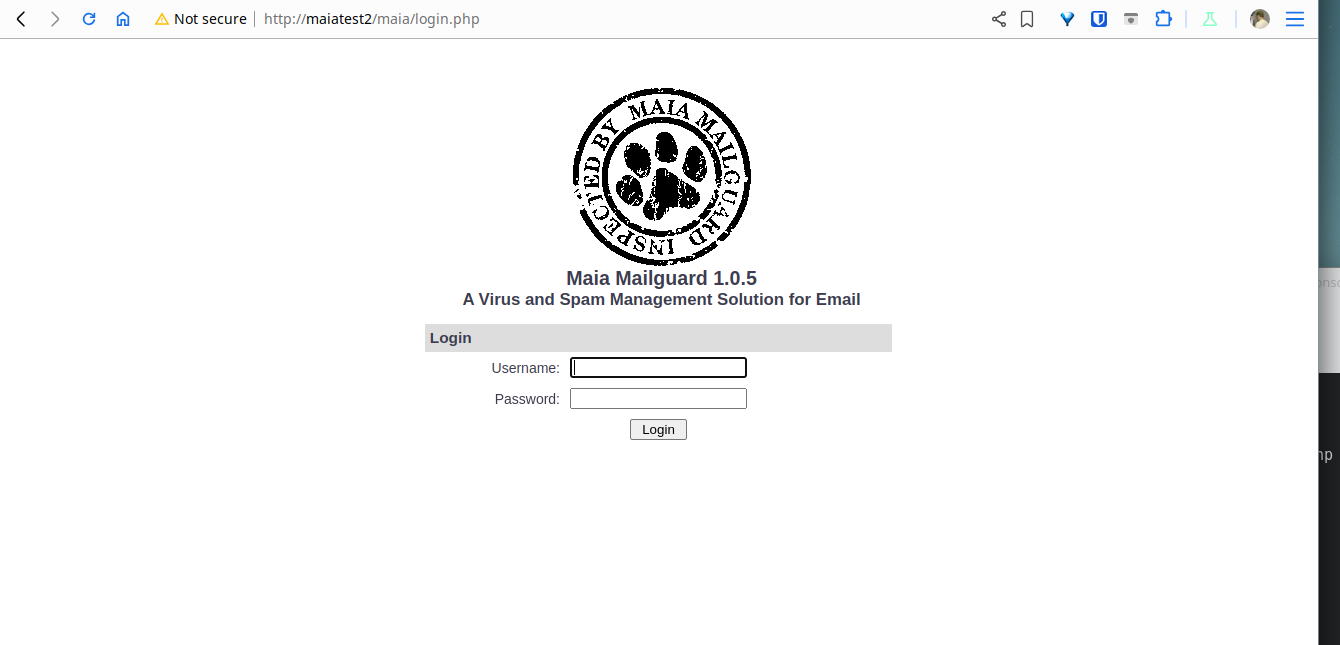 Not secure http://maiatest2/maia/login.php
INSPECTED BY MAIA MAILGUARD
Maia Mailguard 1.0.5
A Virus and Spam Management Solution for Email
Login
Username:
Password:
Login